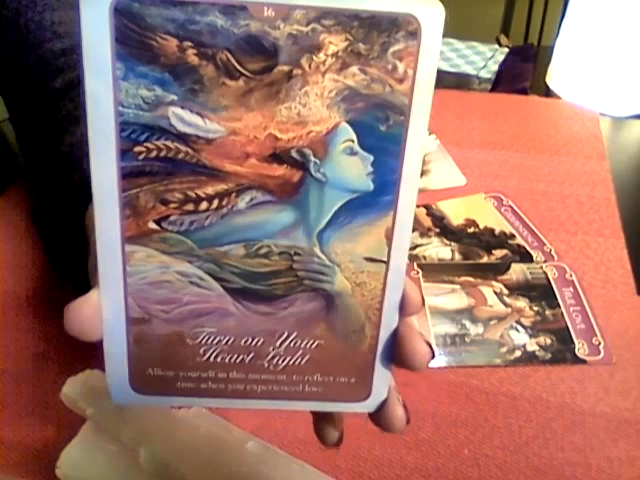 16
Turn on Your
Heart Light
Allow yourself in this moment, to reflect on a
time when you experienced love
True Love